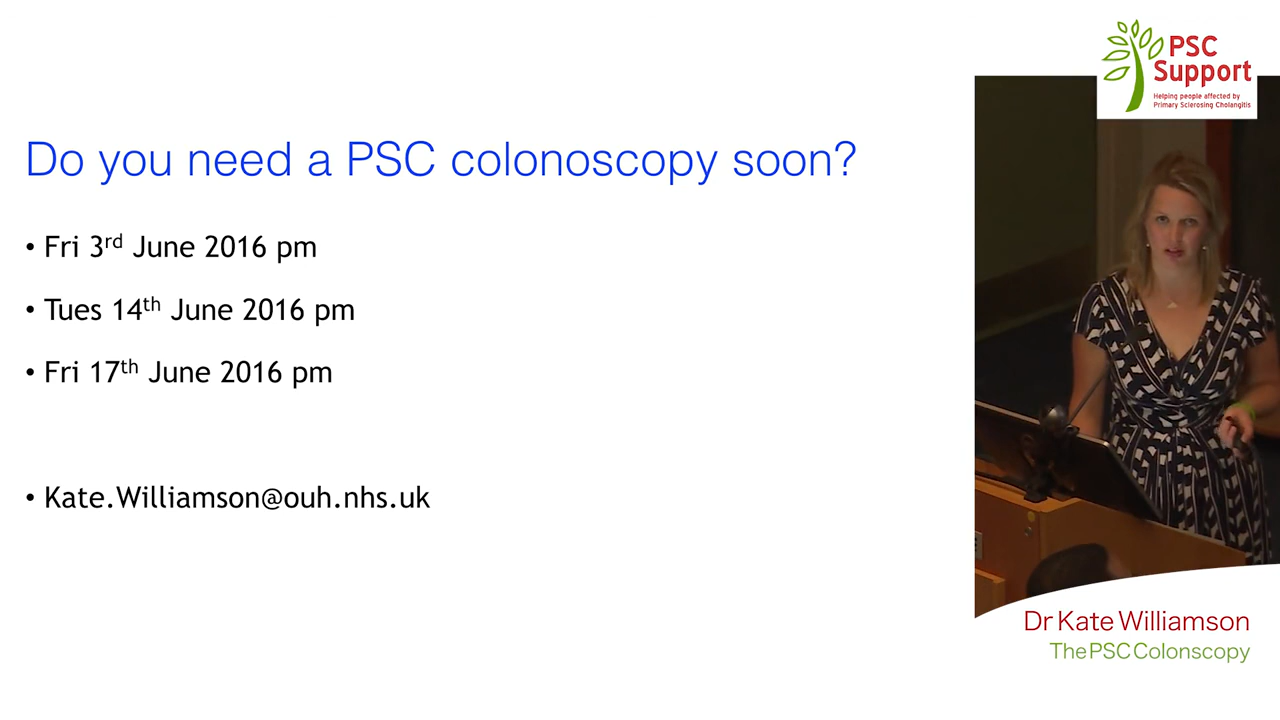 PSC
Support
Helping people affected by
Primary Sclerosing Cholangitis
Do you need a PSC colonoscopy soon?
• Fri 3rd June 2016 pm
• Tues 14th June 2016 pm
• Fri 17th June 2016 pm
• Kate.Williamson@ouh.nhs.uk
Dr Kate Williamson
The PSC Colonscopy